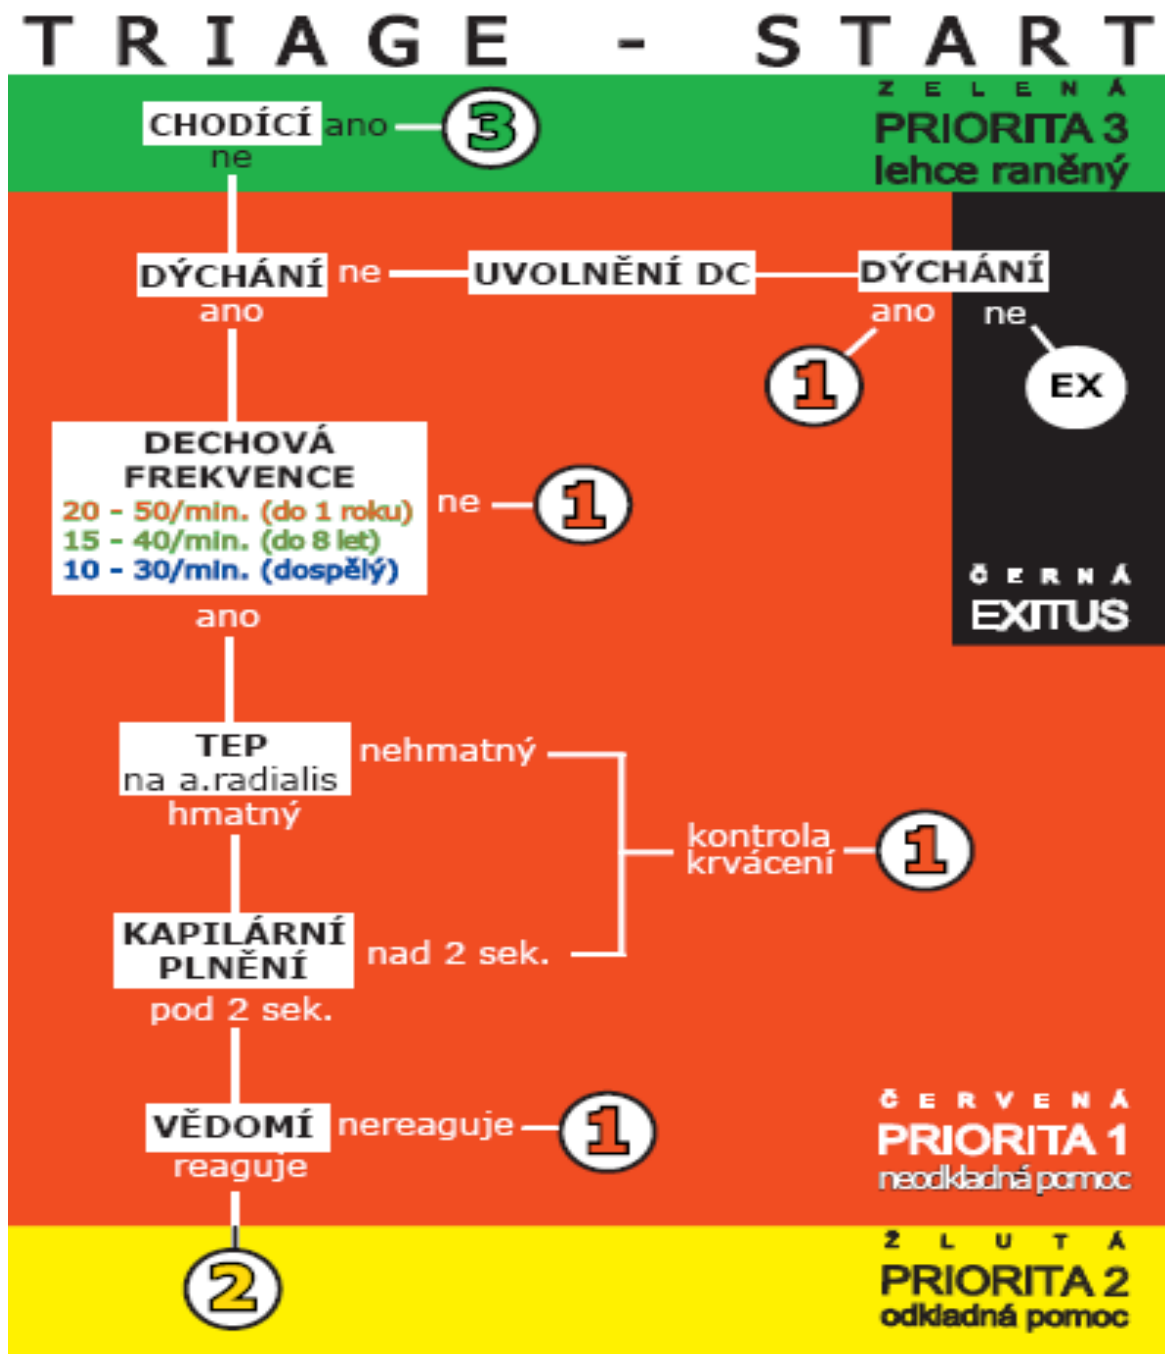 TRIAGE - START
ZELENÁ
PRIORITA 3
lehce raněný
CHODÍCÍ ano 3
ne
DÝCHÁNÍ ne UVOLNĚNÍ DC DÝCHÁNÍ
ano ano ne
1 EX
DECHOVÁ
FREKVENCE
20 - 50/min. (do 1 roku)
15 - 40/min. (do 8 let)
10 - 30/min. (dospělý)
ne 1
ano
ČERNÁ
EXITUS
TEP
na a.radialis
nehmatný
hmatný
kontrola
krvácení
1
KAPILÁRNÍ
PLNĚNÍ
nad 2 sek.
pod 2 sek.
VĚDOMÍ nereaguje 1
reaguje
ČERVENÁ
PRIORITA 1
neodkladná pomoc
2
ŽLUTÁ
PRIORITA 2
odkladná pomoc